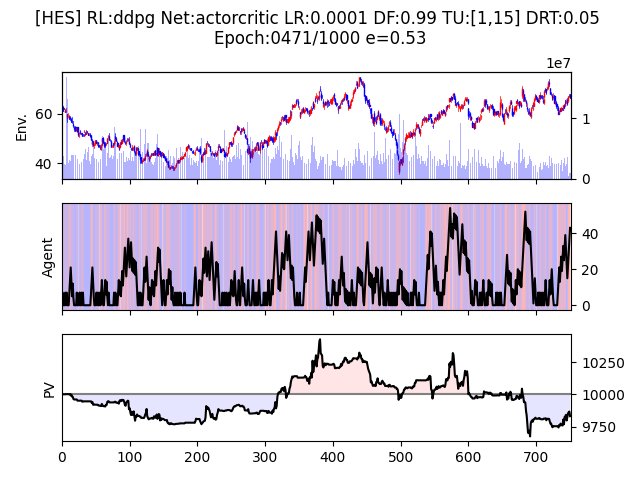 [HES] RL:ddpg Net:actorcritic LR:0.0001 DF:0.99 TU:[1,15] DRT:0.05
Epoch:0471/1000 e=0.53
1e7
Env.
60
40
1
0
Agent
40
20
0
PV
10250
10000
9750
0 100 200 300 400 500 600 700